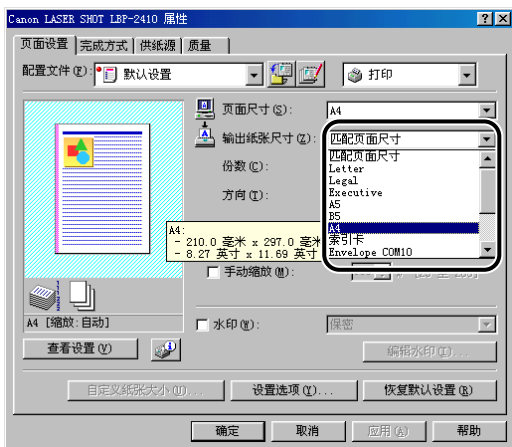 Canon LASER SHOT LBP-2410 属性
页面设置 完成方式 供纸源 质量
配置文件(F): 默认设置 打印
页面尺寸(S): A4
输出纸张尺寸(Z): 匹配页面尺寸
匹配页面尺寸
份数(C):
Letter
Legal
Executive
方向(T):
A5
B5
A4
索引卡
Envelope COM10
A4:
- 210.0 毫米 x 297.0 毫米
- 8.27 英寸 x 11.69 英寸
手动缩放(M):
A4 [缩放:自动]
水印(W): 保密
查看设置(V) 编辑水印(I)...
自定义纸张大小(U)... 设置选项(Y)... 恢复默认设置(R)
确定 取消 应用(A) 帮助